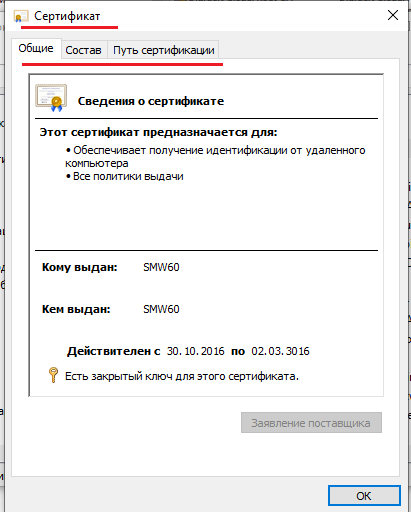 Сертификат
Общие Состав Путь сертификации
Сведения о сертификате
Этот сертификат предназначается для:
• Обеспечивает получение идентификации от удаленного
компьютера
• Все политики выдачи
Кому выдан: SMW60
Кем выдан: SMW60
Действителен с 30. 10. 2016 по 02. 03. 3016
Есть закрытый ключ для этого сертификата.
Заявление поставщика
ОК